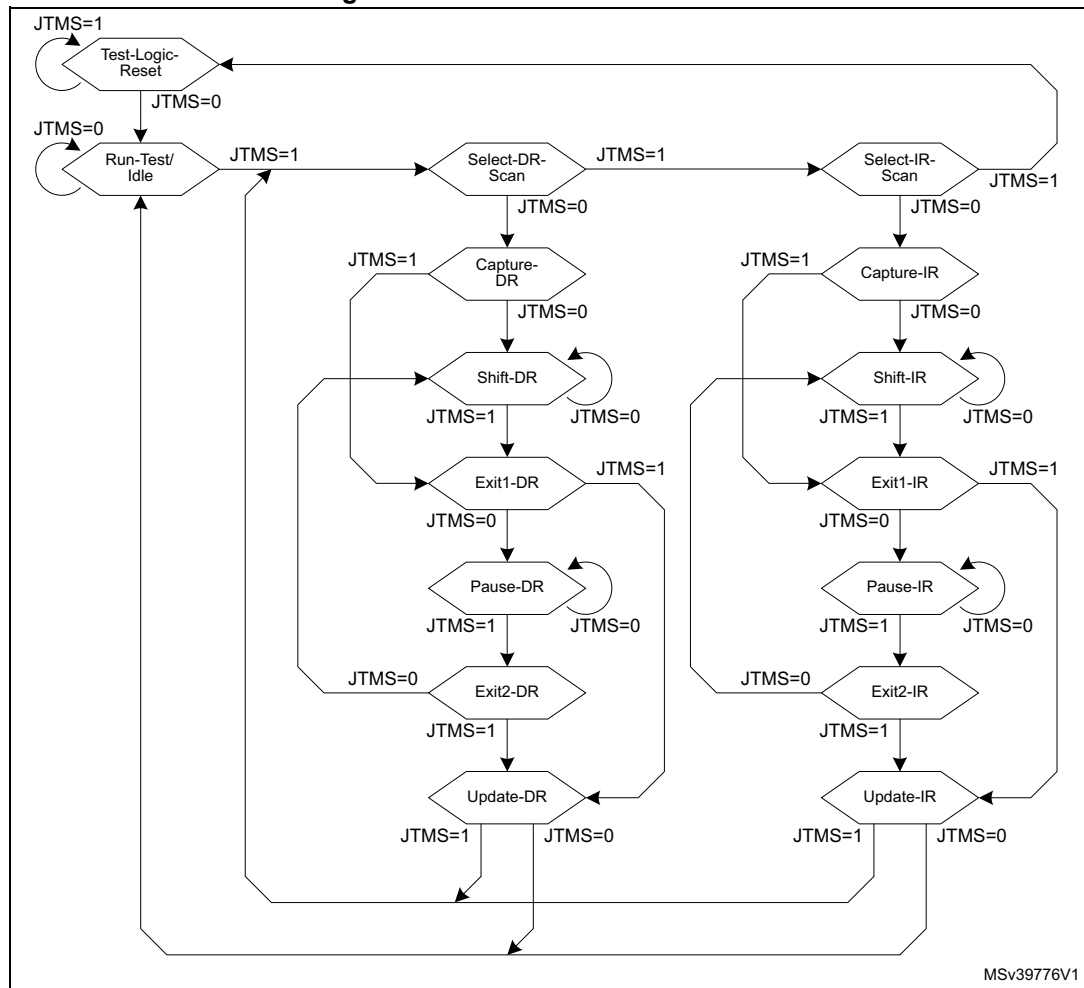 JTMS=1
Test-Logic-
Reset
JTMS=0
JTMS=0
Run-Test/
Idle
JTMS=1
Select-DR-
Scan
JTMS=1
Select-IR-
Scan
JTMS=1
JTMS=0
JTMS=0
JTMS=1
Capture-
DR
JTMS=1
Capture-IR
JTMS=0
JTMS=0
Shift-DR
Shift-IR
JTMS=1
JTMS=0
JTMS=1
JTMS=0
Exit1-DR
JTMS=1
Exit1-IR
JTMS=1
JTMS=0
JTMS=0
Pause-DR
Pause-IR
JTMS=1
JTMS=0
JTMS=1
JTMS=0
JTMS=0
Exit2-DR
JTMS=0
Exit2-IR
JTMS=1
JTMS=1
Update-DR
Update-IR
JTMS=1
JTMS=0
JTMS=1
JTMS=0
MSv39776V1